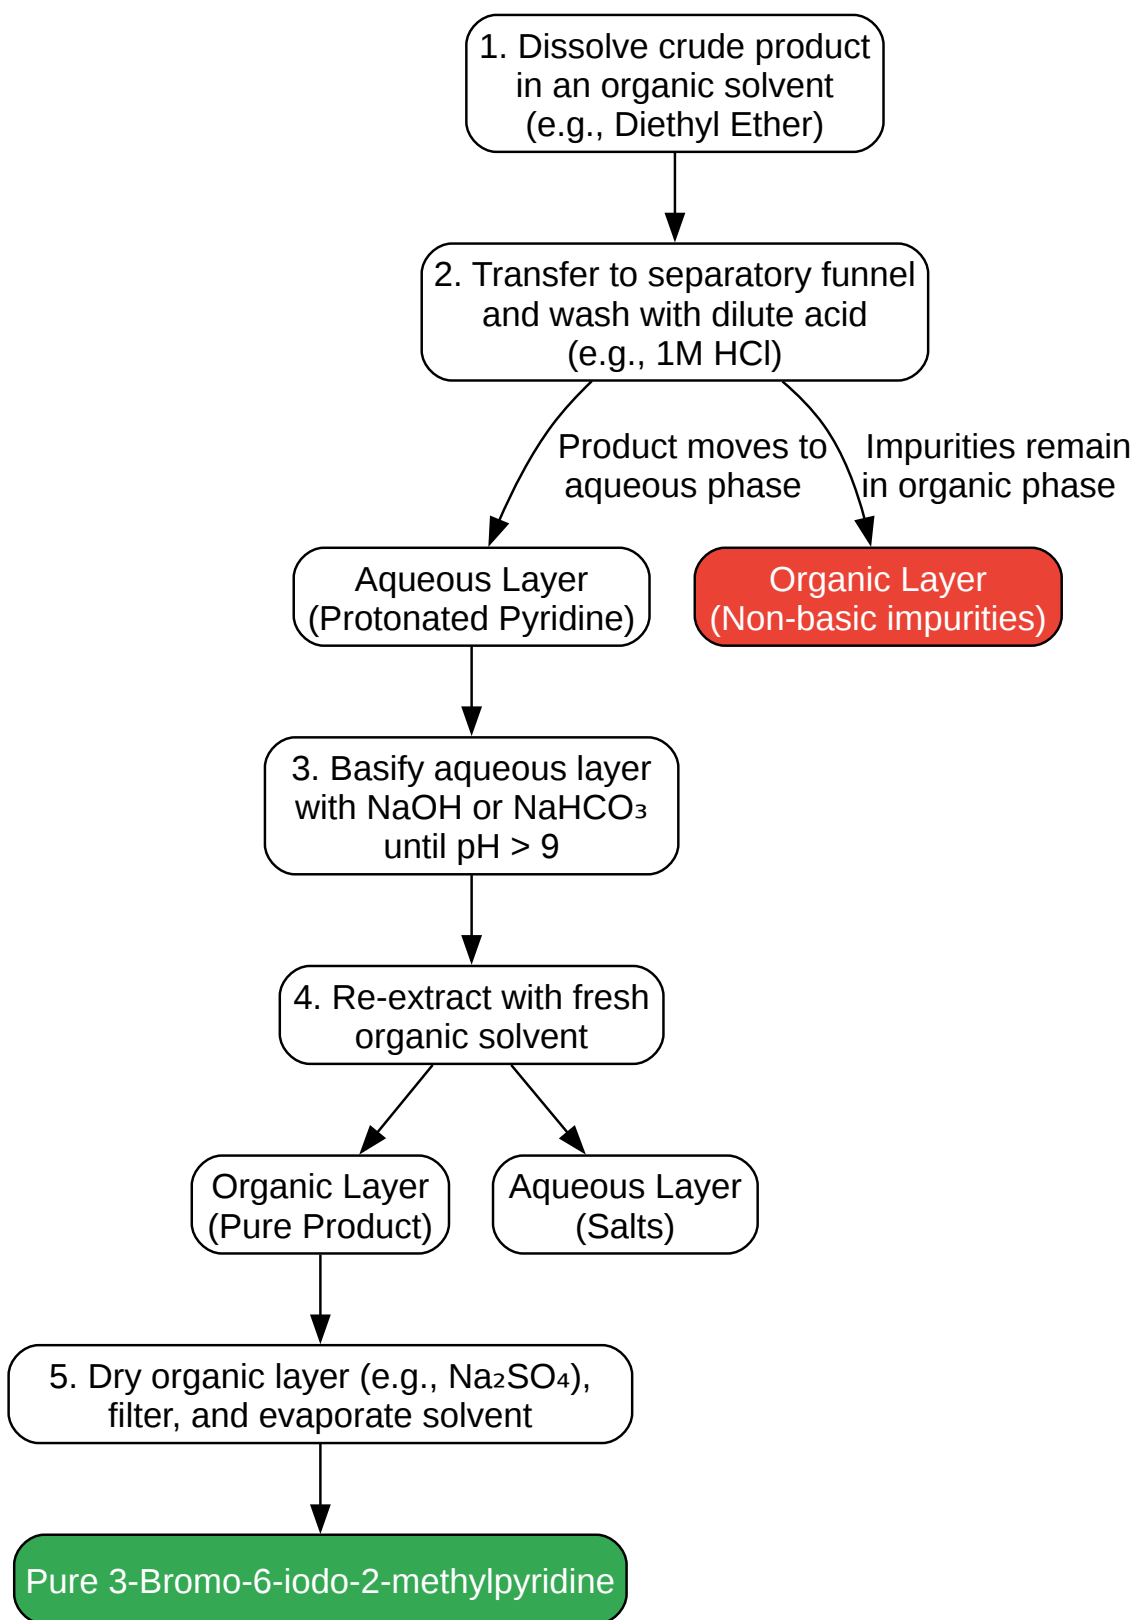 1. Dissolve crude product
in an organic solvent
(e.g., Diethyl Ether)
2. Transfer to separatory funnel
and wash with dilute acid
(e.g., 1M HCl)
Product moves to
aqueous phase
Impurities remain
in organic phase
Aqueous Layer
(Protonated Pyridine)
Organic Layer
(Non-basic impurities)
3. Basify aqueous layer
with NaOH or NaHCO₃
until pH > 9
4. Re-extract with fresh
organic solvent
Organic Layer
(Pure Product)
Aqueous Layer
(Salts)
5. Dry organic layer (e.g., Na₂SO₄),
filter, and evaporate solvent
Pure 3-Bromo-6-iodo-2-methylpyridine